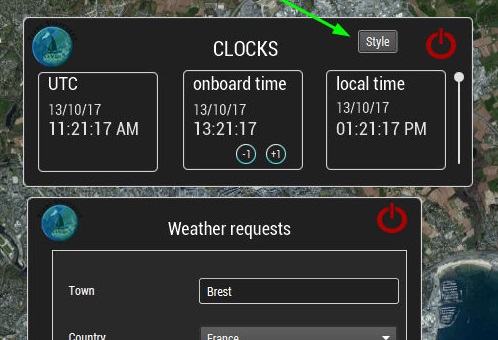 CLOCKS
Style
UTC
13/10/17
11:21:17 AM
onboard time
13/10/17
13:21:17
-1
+1
local time
13/10/17
01:21:17 PM
Weather requests
Town
Brest
Country
France